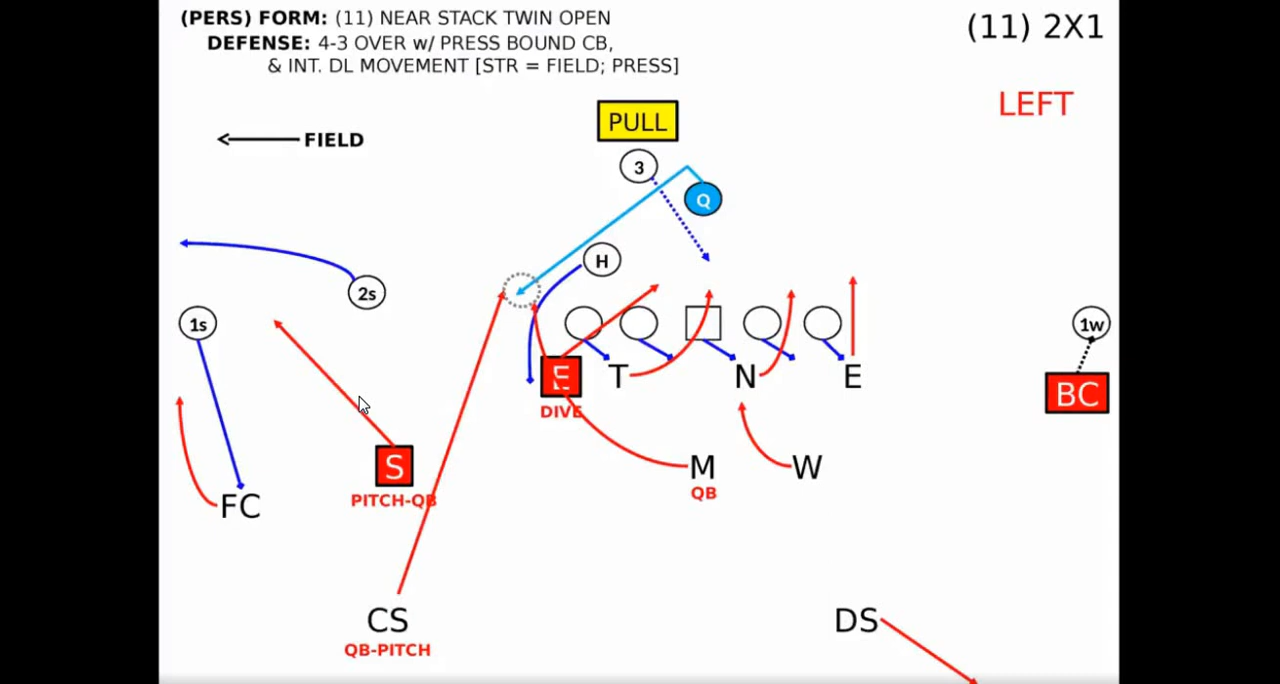 (PERS) FORM: (11) NEAR STACK TWIN OPEN
DEFENSE: 4-3 OVER w/ PRESS BOUND CB,
& INT. DL MOVEMENT [STR = FIELD; PRESS]
(11) 2X1
LEFT
PULL
FIELD
3
Q
H
2s
1s
1w
E
T
N
E
BC
DIVE
S
M
W
PITCH-QB
QB
FC
CS
DS
QB-PITCH